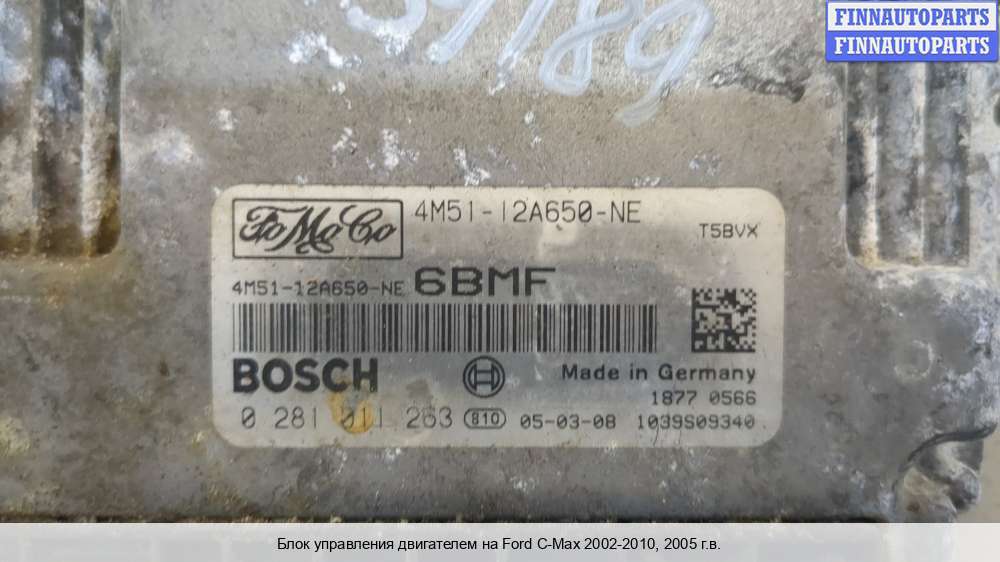 FINNAUTOPARTS
FINNAUTOPARTS
FoMoCo
4M51-12A650-NE
T5BVX
4M51-12A650-NE 6BMF
BOSCH
Made in Germany
1877 0566
0 281 011 263 810 05-03-08 1039S09340
Блок управления двигателем на Ford C-Max 2002-2010, 2005 г.в.